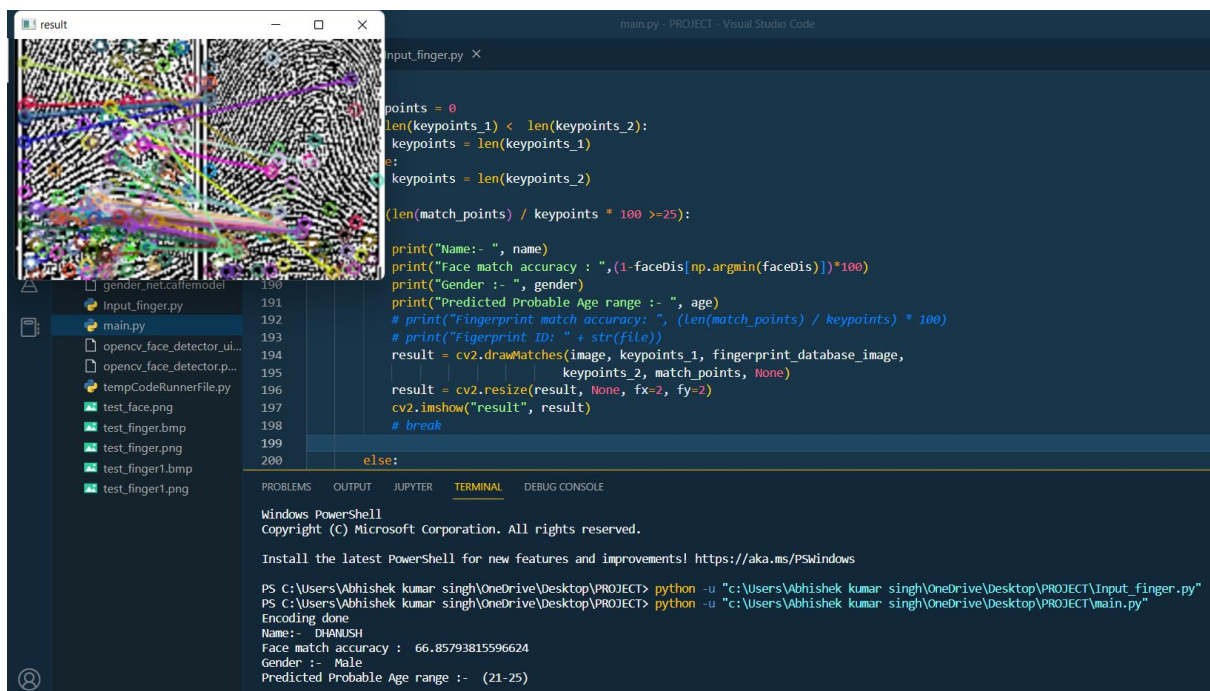 result
main.py - PROJECT - Visual Studio Code
nput_finger.py
points = 0
len(keypoints_1) < len(keypoints_2):
keypoints = len(keypoints_1)
e:
keypoints = len(keypoints_2)
(len(match_points) / keypoints * 100 >=25):
print("Name:- ", name)
print("Face match accuracy : ",(1-faceDis[np.argmin(faceDis)])*100)
gender_net.caffemodel
190 print("Gender :- ", gender)
Input_finger.py
191 print("Predicted Probable Age range :- ", age)
main.py
192 # print("Fingerprint match accuracy: ", (len(match_points) / keypoints) * 100)
opencv_face_detector_ui...
193 # print("Figerprint ID: " + str(file))
opencv_face_detector.p...
194 result = cv2.drawMatches(image, keypoints_1, fingerprint_database_image,
195 keypoints_2, match_points, None)
tempCodeRunnerFile.py
196 result = cv2.resize(result, None, fx=2, fy=2)
test_face.png
197 cv2.imshow("result", result)
test_finger.bmp
198 # break
test_finger.png
199
test_finger1.bmp
200 else:
test_finger1.png
PROBLEMS OUTPUT JUPYTER TERMINAL DEBUG CONSOLE
Windows PowerShell
Copyright (C) Microsoft Corporation. All rights reserved.
Install the latest PowerShell for new features and improvements! https://aka.ms/PSWindows
PS C:\Users\Abhishek kumar singh\OneDrive\Desktop\PROJECT> python -u "c:\Users\Abhishek kumar singh\OneDrive\Desktop\PROJECT\Input_finger.py"
PS C:\Users\Abhishek kumar singh\OneDrive\Desktop\PROJECT> python -u "c:\Users\Abhishek kumar singh\OneDrive\Desktop\PROJECT\main.py"
Encoding done
Name:- DHANUSH
Face match accuracy : 66.85793815596624
Gender :- Male
Predicted Probable Age range :- (21-25)